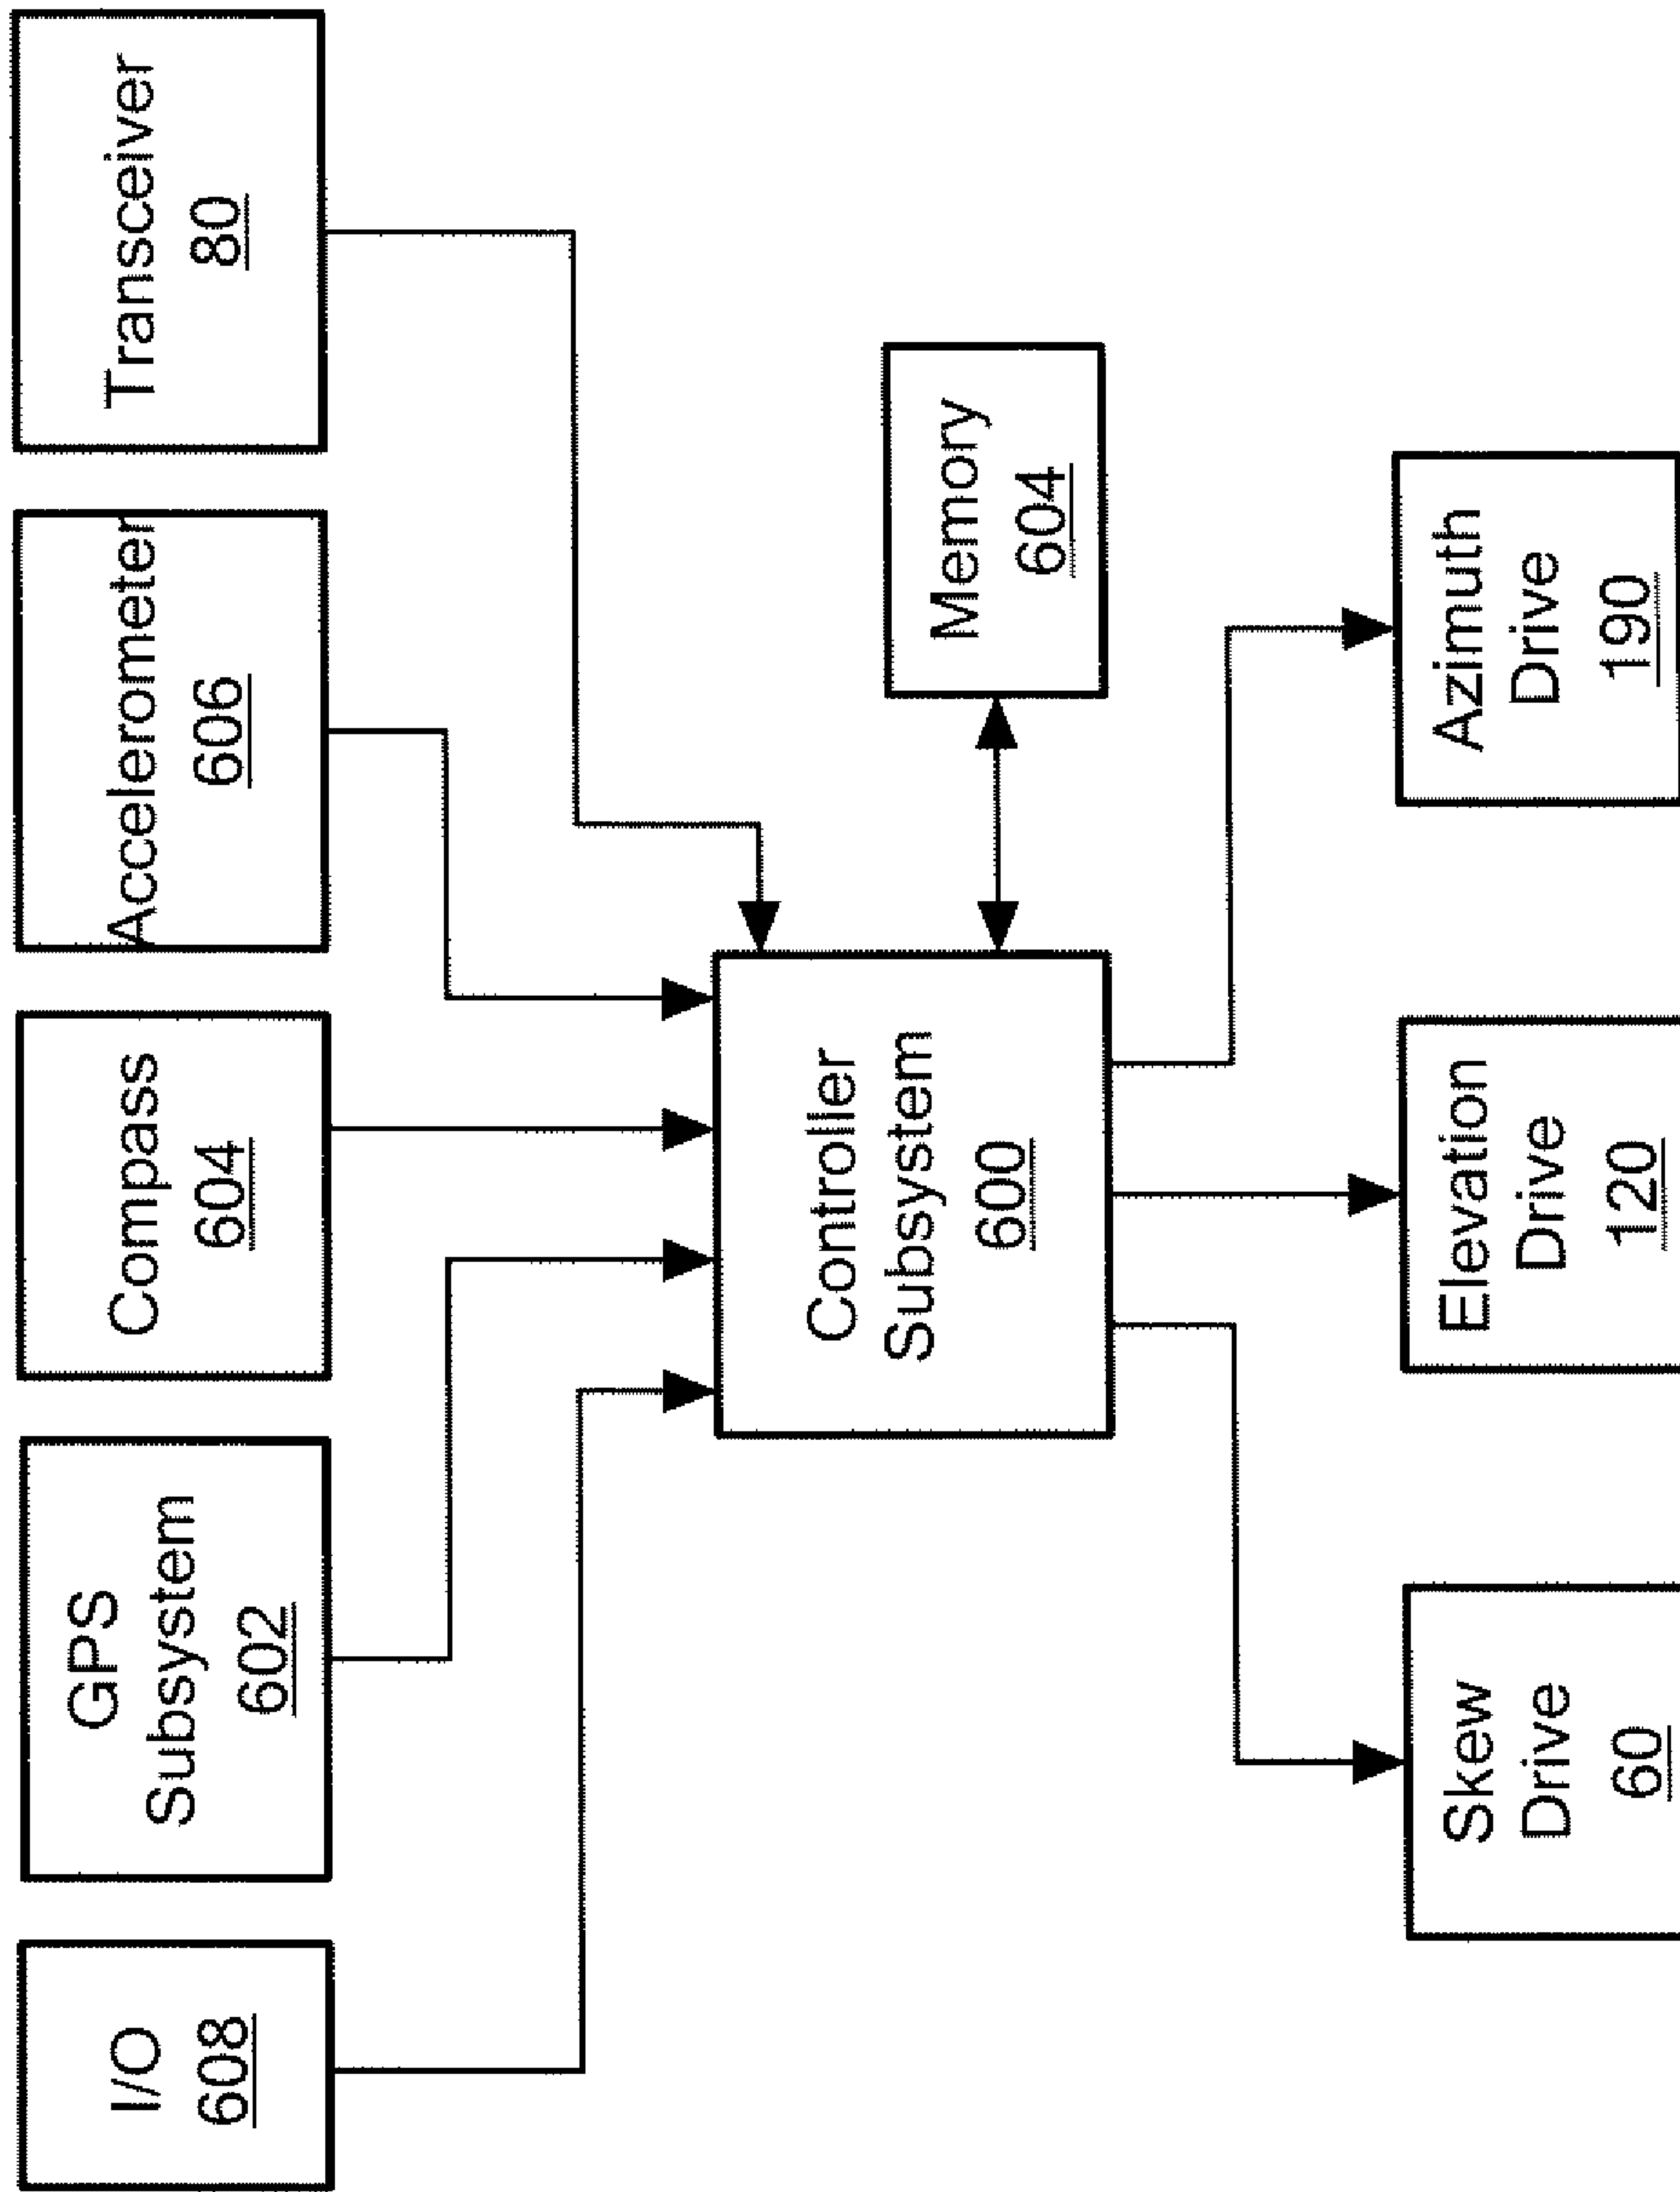 I/O
608
GPS
Subsystem
602
Compass
604
Accelerometer
606
Transceiver
80
Controller
Subsystem
600
Memory
604
Skew
Drive
60
Elevation
Drive
120
Azimuth
Drive
190